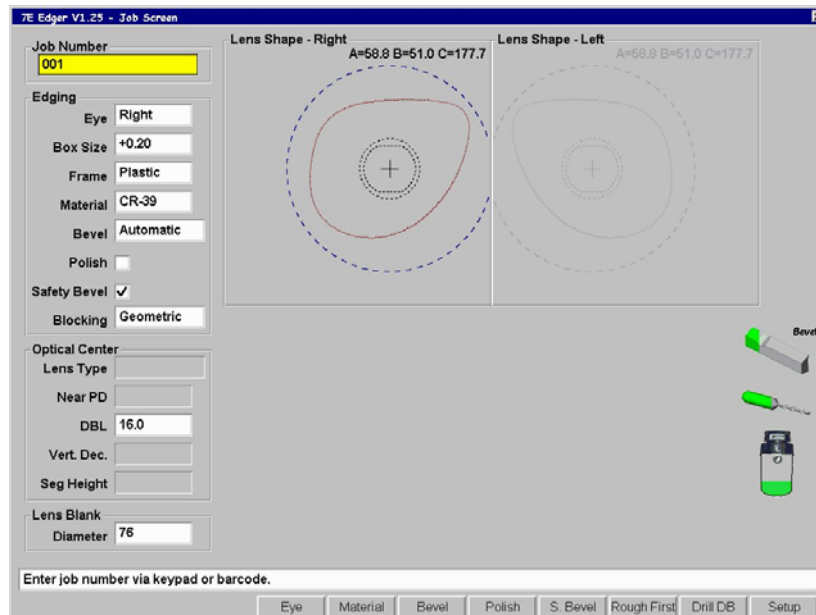 7E Edger V1.25 - Job Screen
Job Number
001
Edging
Eye Right
Box Size +0.20
Frame Plastic
Material CR-39
Bevel Automatic
Polish
Safety Bevel
Blocking Geometric
Optical Center
Lens Type
Near PD
DBL 16.0
Vert. Dec.
Seg Height
Lens Blank
Diameter 76
Lens Shape - Right
A=58.8 B=51.0 C=177.7
Lens Shape - Left
A=58.8 B=51.0 C=177.7
Enter job number via keypad or barcode.
Eye Material Bevel Polish S. Bevel Rough First Drill DB Setup